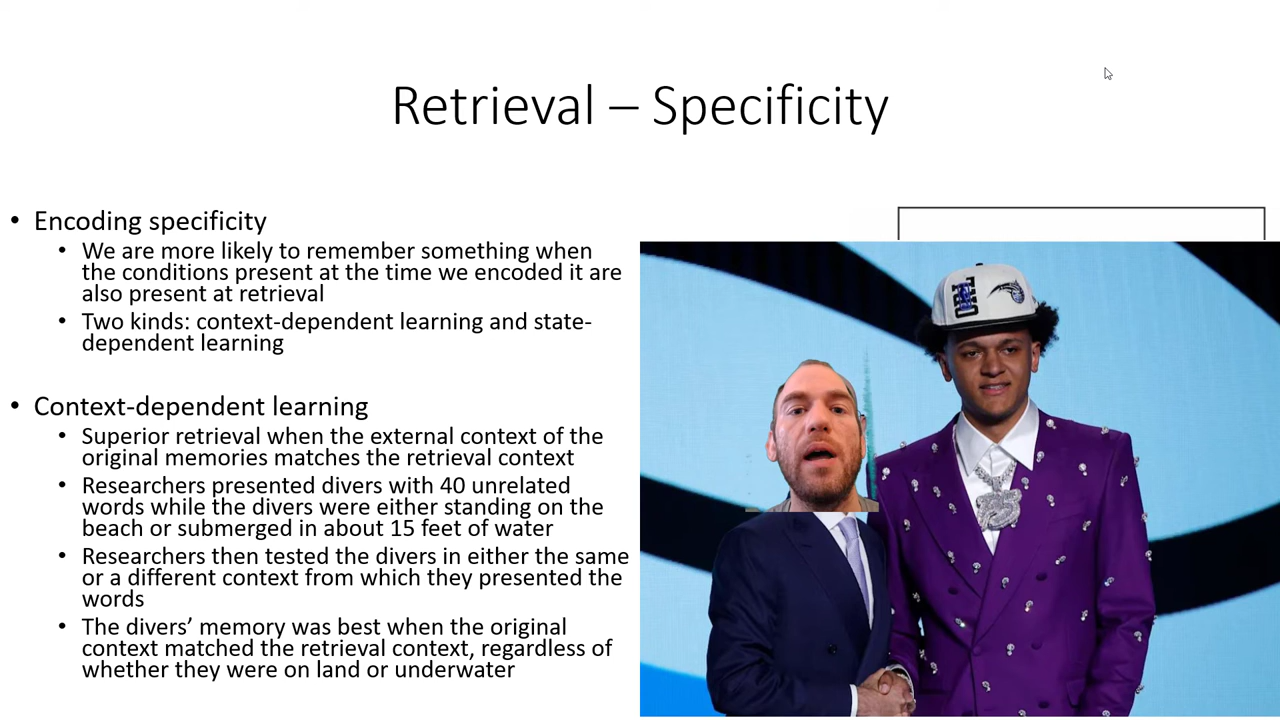 Retrieval – Specificity
• Encoding specificity
• We are more likely to remember something when
the conditions present at the time we encoded it are
also present at retrieval
• Two kinds: context-dependent learning and state-
dependent learning
• Context-dependent learning
• Superior retrieval when the external context of the
original memories matches the retrieval context
• Researchers presented divers with 40 unrelated
words while the divers were either standing on the
beach or submerged in about 15 feet of water
• Researchers then tested the divers in either the same
or a different context from which they presented the
words
• The divers’ memory was best when the original
context matched the retrieval context, regardless of
whether they were on land or underwater